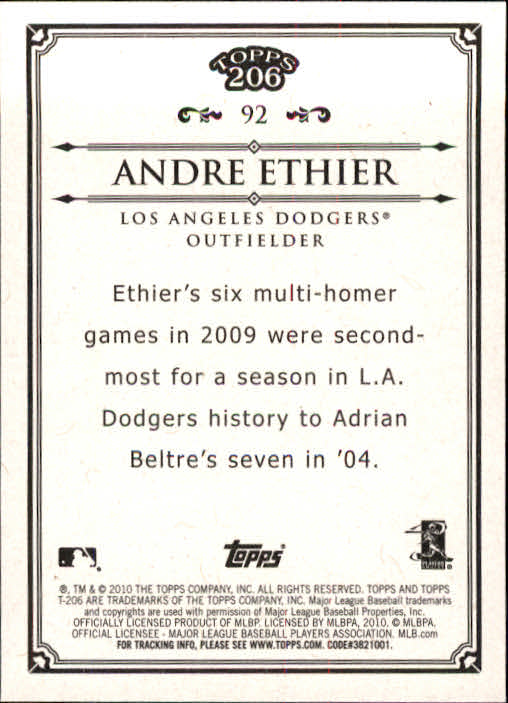 TOPPS
206
92
ANDRE ETHIER
LOS ANGELES DODGERS®
OUTFIELDER
Ethier's six multi-homer
games in 2009 were second-
most for a season in L.A.
Dodgers history to Adrian
Beltre's seven in '04.
Topps®
PLAYERS
®, TM & © 2010 THE TOPPS COMPANY, INC. ALL RIGHTS RESERVED. TOPPS AND TOPPS
T-206 ARE TRADEMARKS OF THE TOPPS COMPANY, INC. Major League Baseball trademarks
and copyrights are used with permission of Major League Baseball Properties, Inc.
OFFICIALLY LICENSED PRODUCT OF MLBP. LICENSED BY MLBPA, 2010. © MLBPA.
OFFICIAL LICENSEE - MAJOR LEAGUE BASEBALL PLAYERS ASSOCIATION. MLB.com
FOR TRACKING INFO, PLEASE SEE WWW.TOPPS.COM. CODE#3821001.